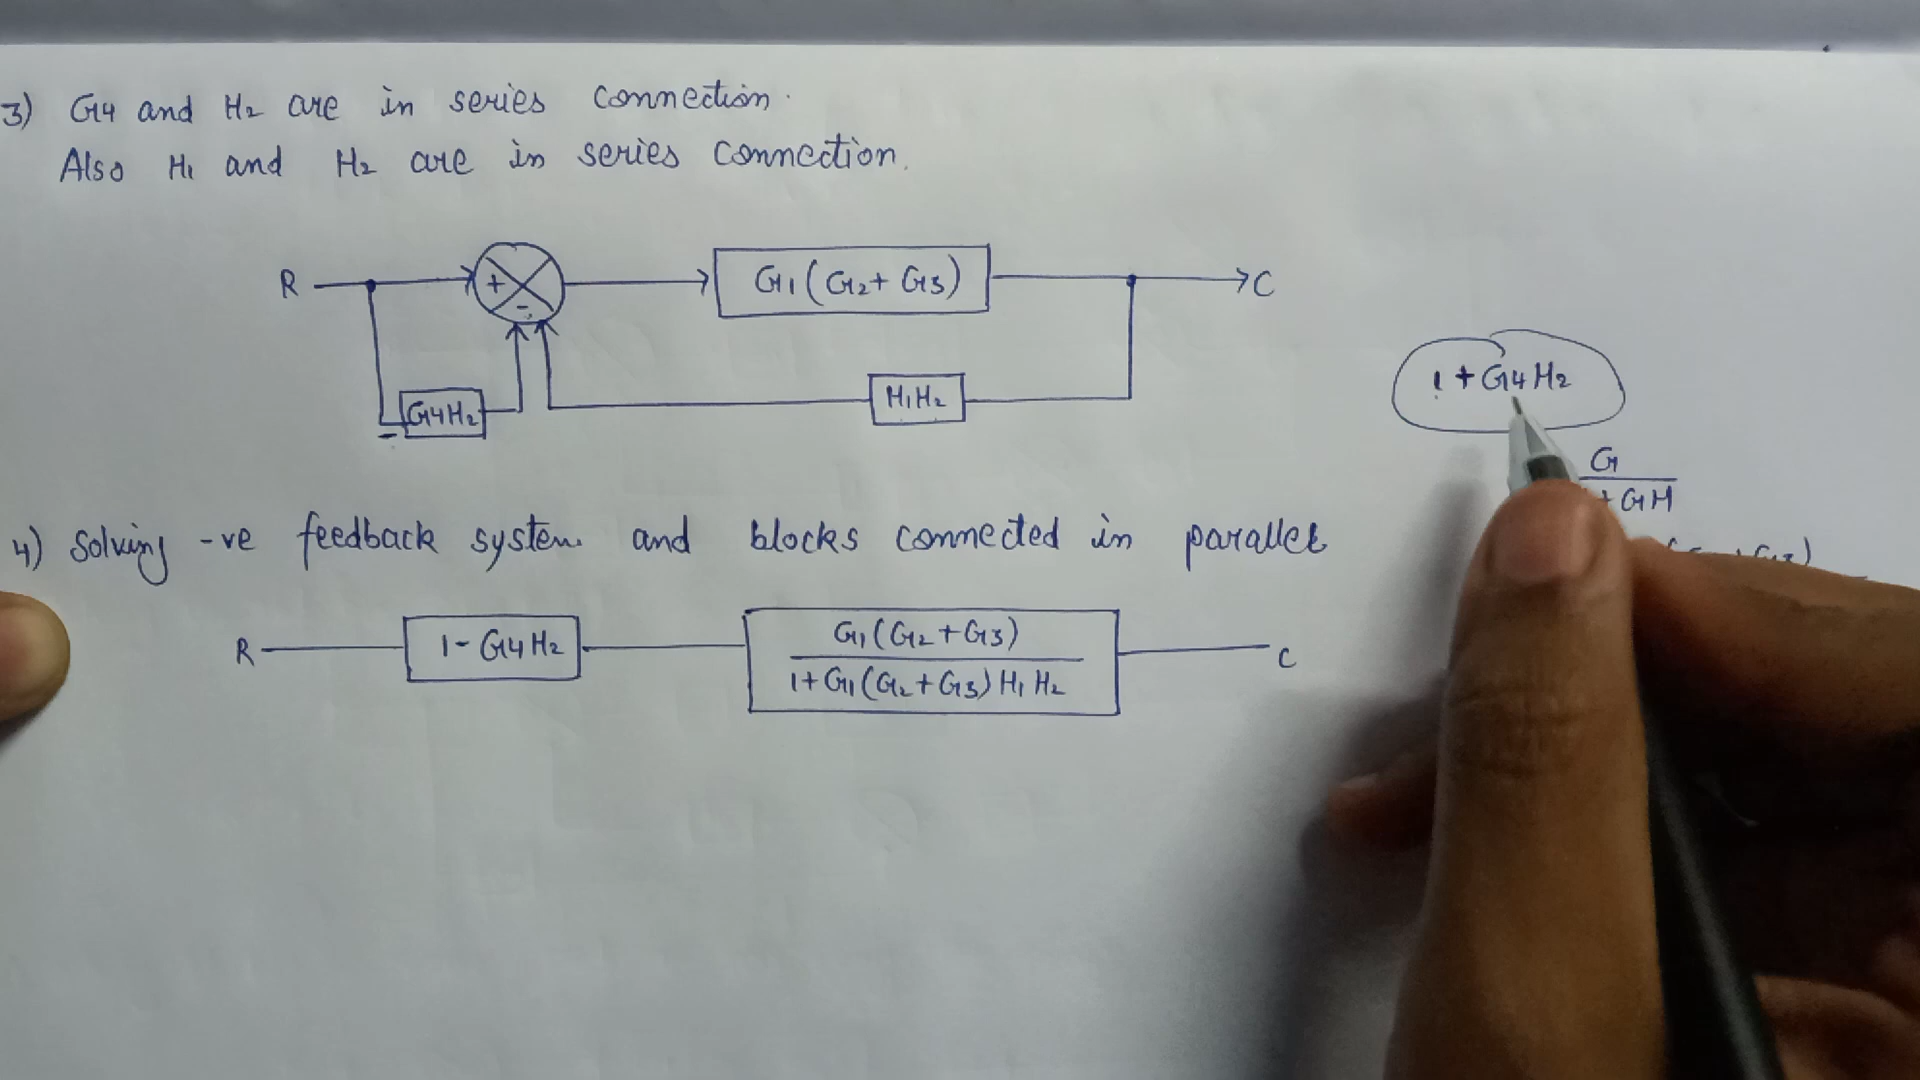 3) G4 and H2 are in series connection.
Also H1 and H2 are in series connection.
R + - G1(G2+G3) C
G4H2 H1H2
-
1+G4H2
G
+GH
4) Solving -ve feedback system and blocks connected in parallel
R 1-G4H2 G1(G2+G3) C
1+G1(G2+G3)H1H2